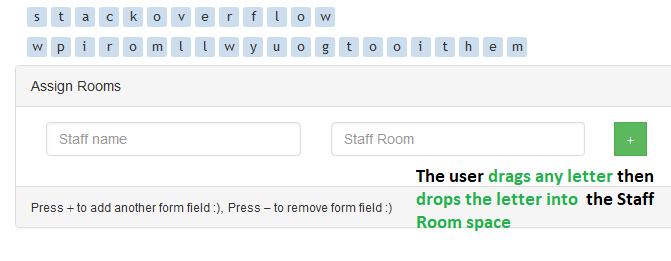 s t a c k o v e r f l o w
w p i r o m l l w y u o g t o o i t h e m
Assign Rooms
Staff name Staff Room +
The user drags any letter then
drops the letter into the Staff
Room space
Press + to add another form field :), Press – to remove form field :)